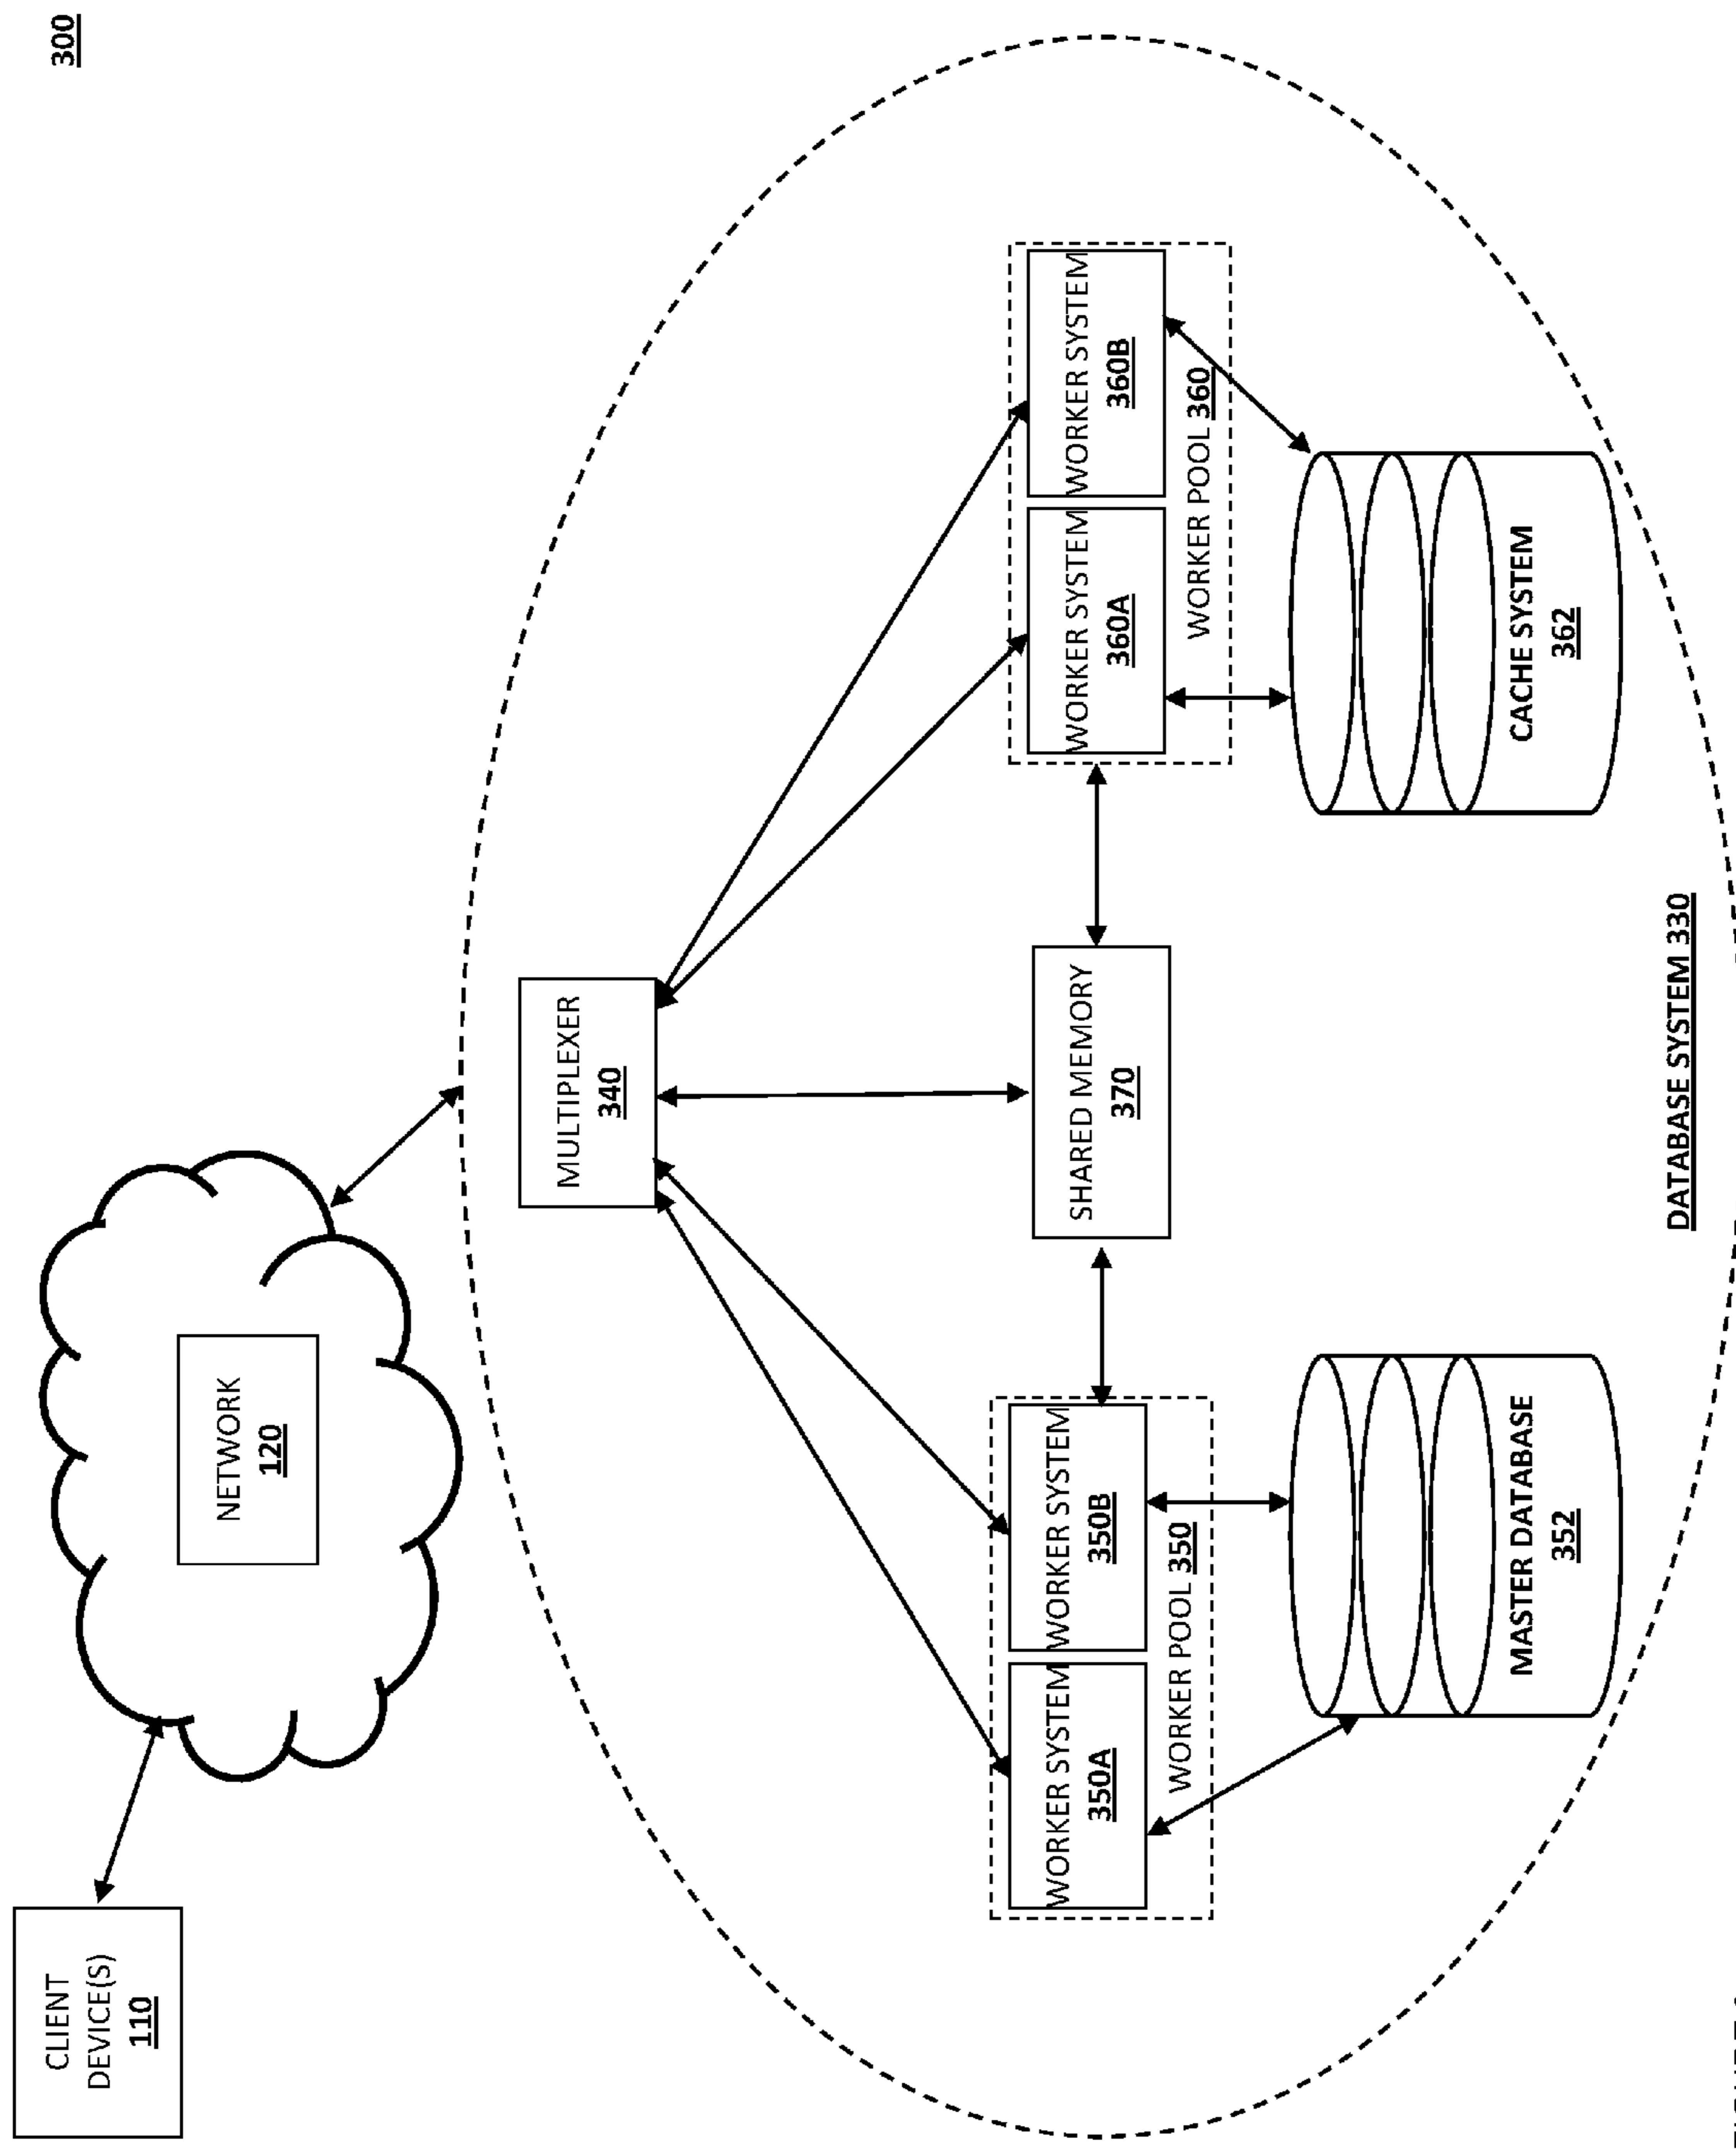 300
CLIENT
DEVICE(S)
110
NETWORK
120
MULTIPLEXER
340
WORKER SYSTEM
350A
WORKER SYSTEM
350B
WORKER POOL 350
SHARED MEMORY
370
WORKER SYSTEM
360A
WORKER SYSTEM
360B
WORKER POOL 360
MASTER DATABASE
352
CACHE SYSTEM
362
DATABASE SYSTEM 330